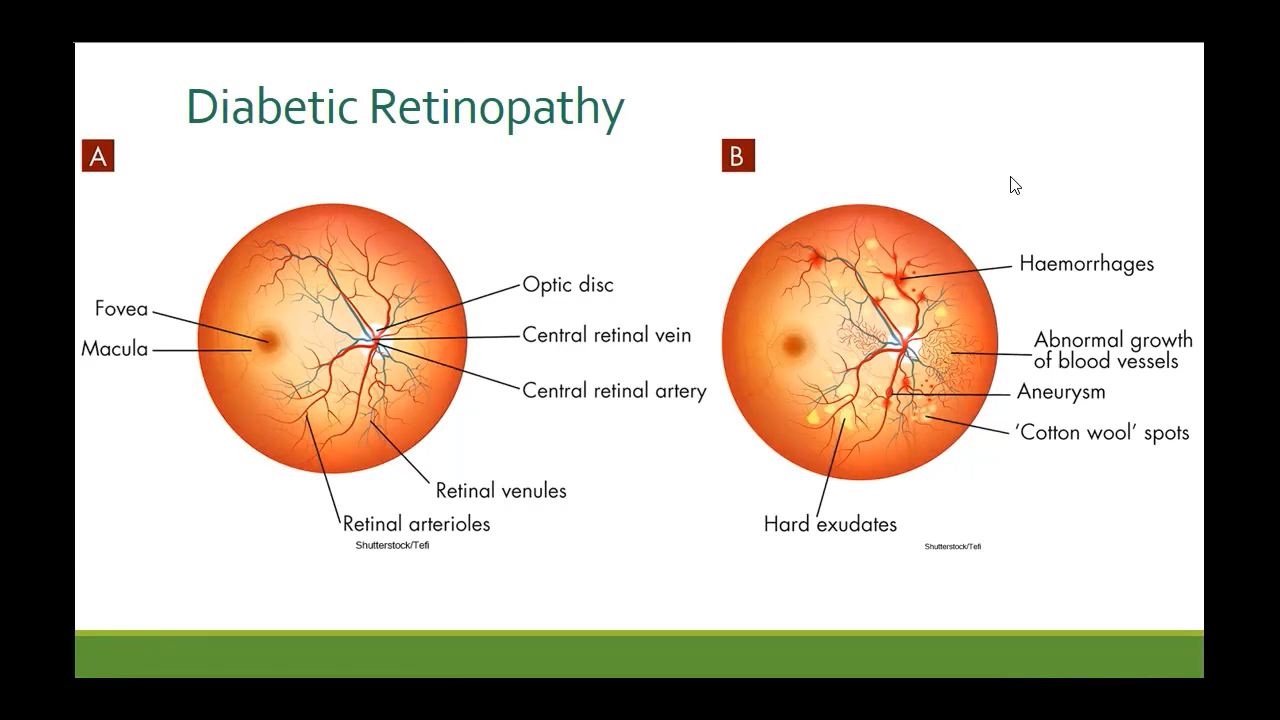 Diabetic Retinopathy
A
Fovea
Macula
Optic disc
Central retinal vein
Central retinal artery
Retinal venules
Retinal arterioles
Shutterstock/Tefi
B
Haemorrhages
Abnormal growth
of blood vessels
Aneurysm
‘Cotton wool’ spots
Hard exudates
Shutterstock/Tefi